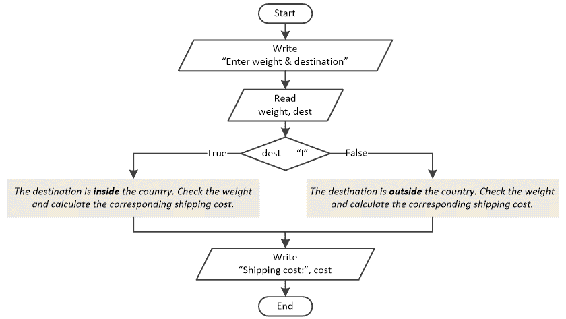 Start
Write
“Enter weight & destination”
Read
weight, dest
True
dest "I"
False
The destination is inside the country. Check the weight
and calculate the corresponding shipping cost.
The destination is outside the country. Check the weight
and calculate the corresponding shipping cost.
Write
“Shipping cost:”, cost
End